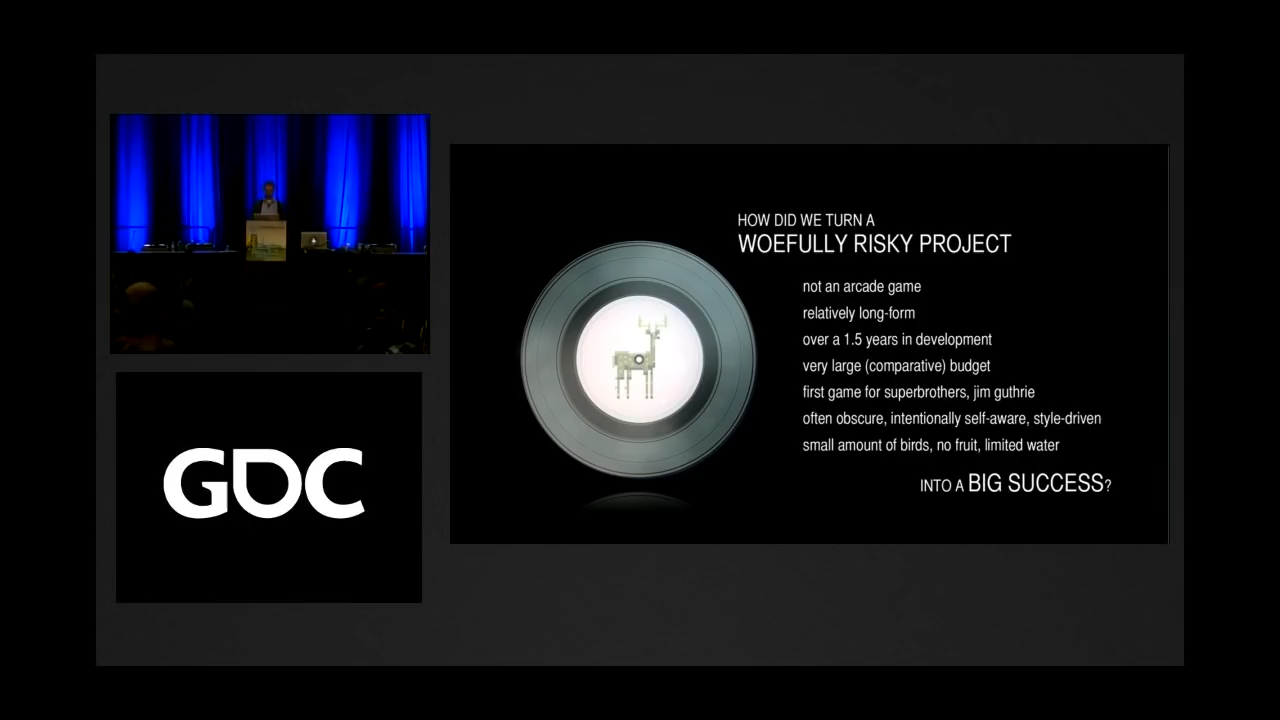 HOW DID WE TURN A
WOEFULLY RISKY PROJECT
not an arcade game
relatively long-form
over a 1.5 years in development
very large (comparative) budget
first game for superbrothers, jim guthrie
often obscure, intentionally self-aware, style-driven
small amount of birds, no fruit, limited water
INTO A BIG SUCCESS?
GDC